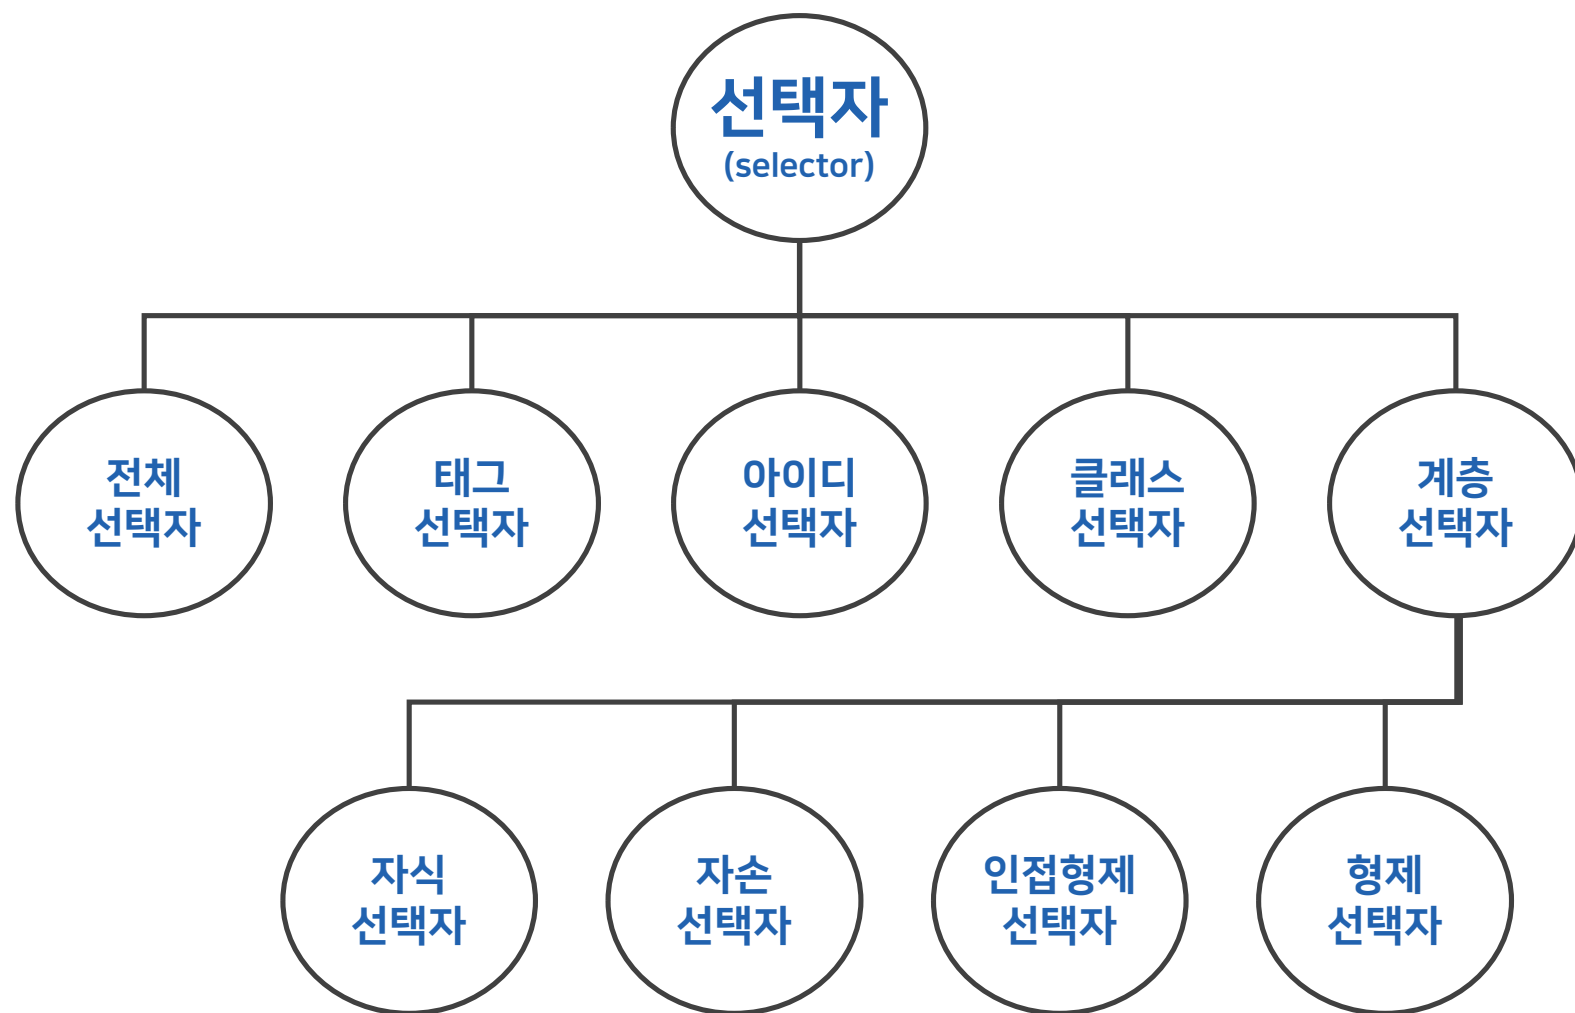 선택자
(selector)
전체
선택자
태그
선택자
아이디
선택자
클래스
선택자
계층
선택자
자식
선택자
자손
선택자
인접형제
선택자
형제
선택자